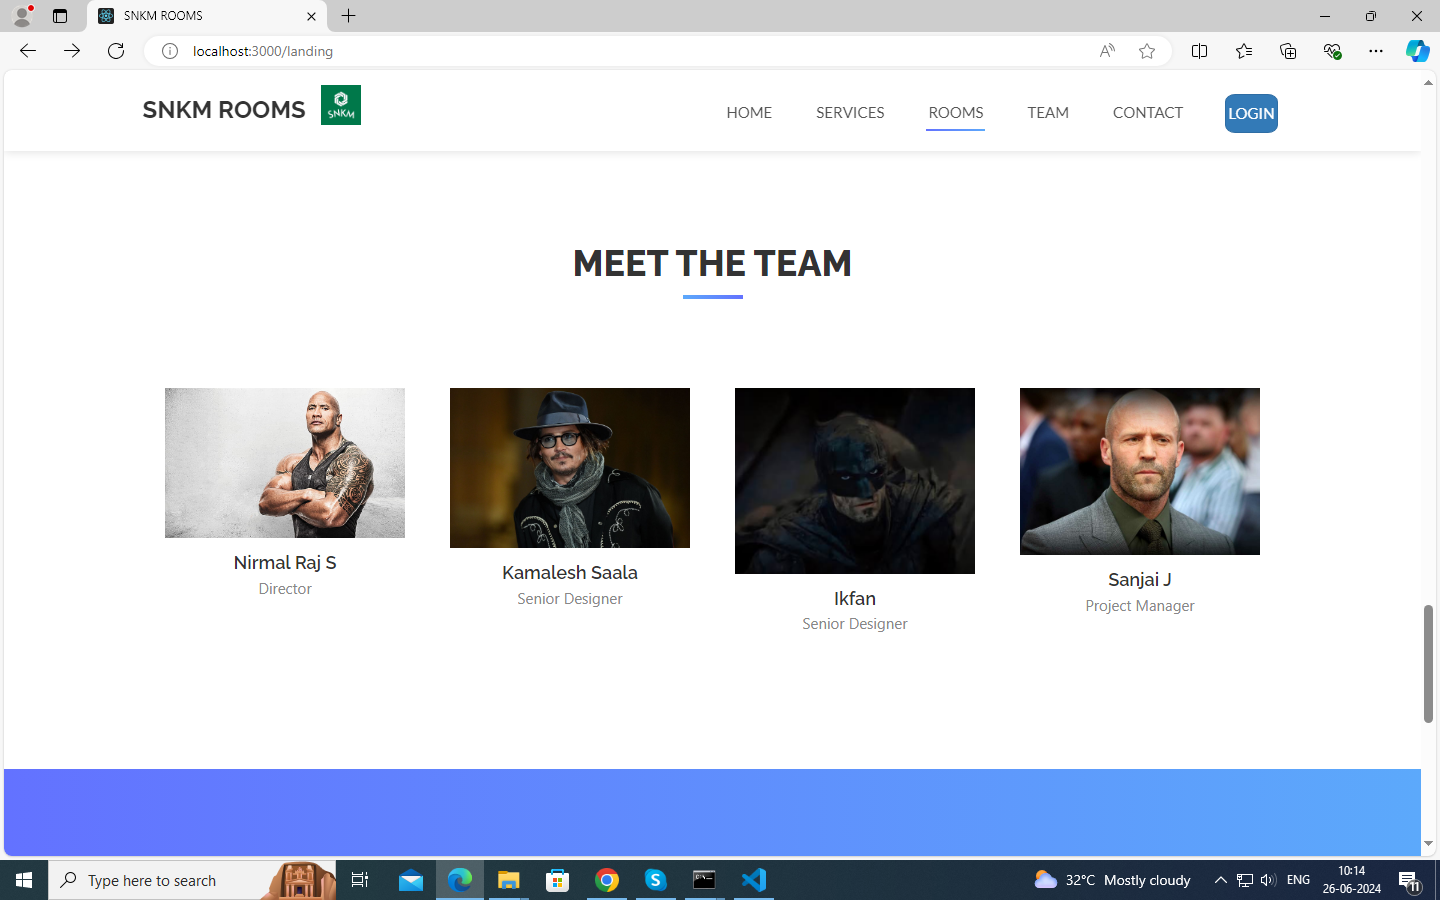 SNKM ROOMS
localhost:3000/landing
SNKM ROOMS
SNKM
HOME
SERVICES
ROOMS
TEAM
CONTACT
LOGIN
MEET THE TEAM
Nirmal Raj S
Director
Kamalesh Saala
Senior Designer
Ikfan
Senior Designer
Sanjai J
Project Manager
Type here to search
32°C Mostly cloudy
ENG
10:14
26-06-2024
11